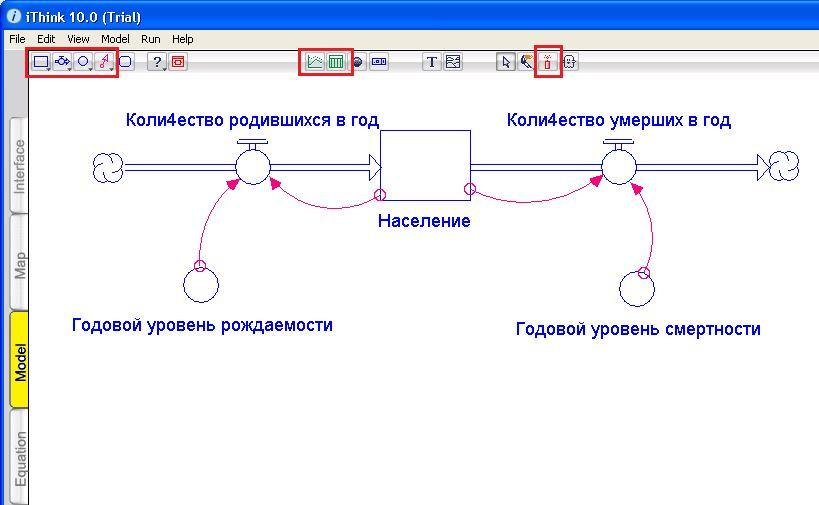 iThink 10.0 (Trial)
File Edit View Model Run Help
? T
Interface
Map
Model
Equation
Коли4ество родившихся в год
Коли4ество умерших в год
Население
Годовой уровень рождаемости
Годовой уровень смертности